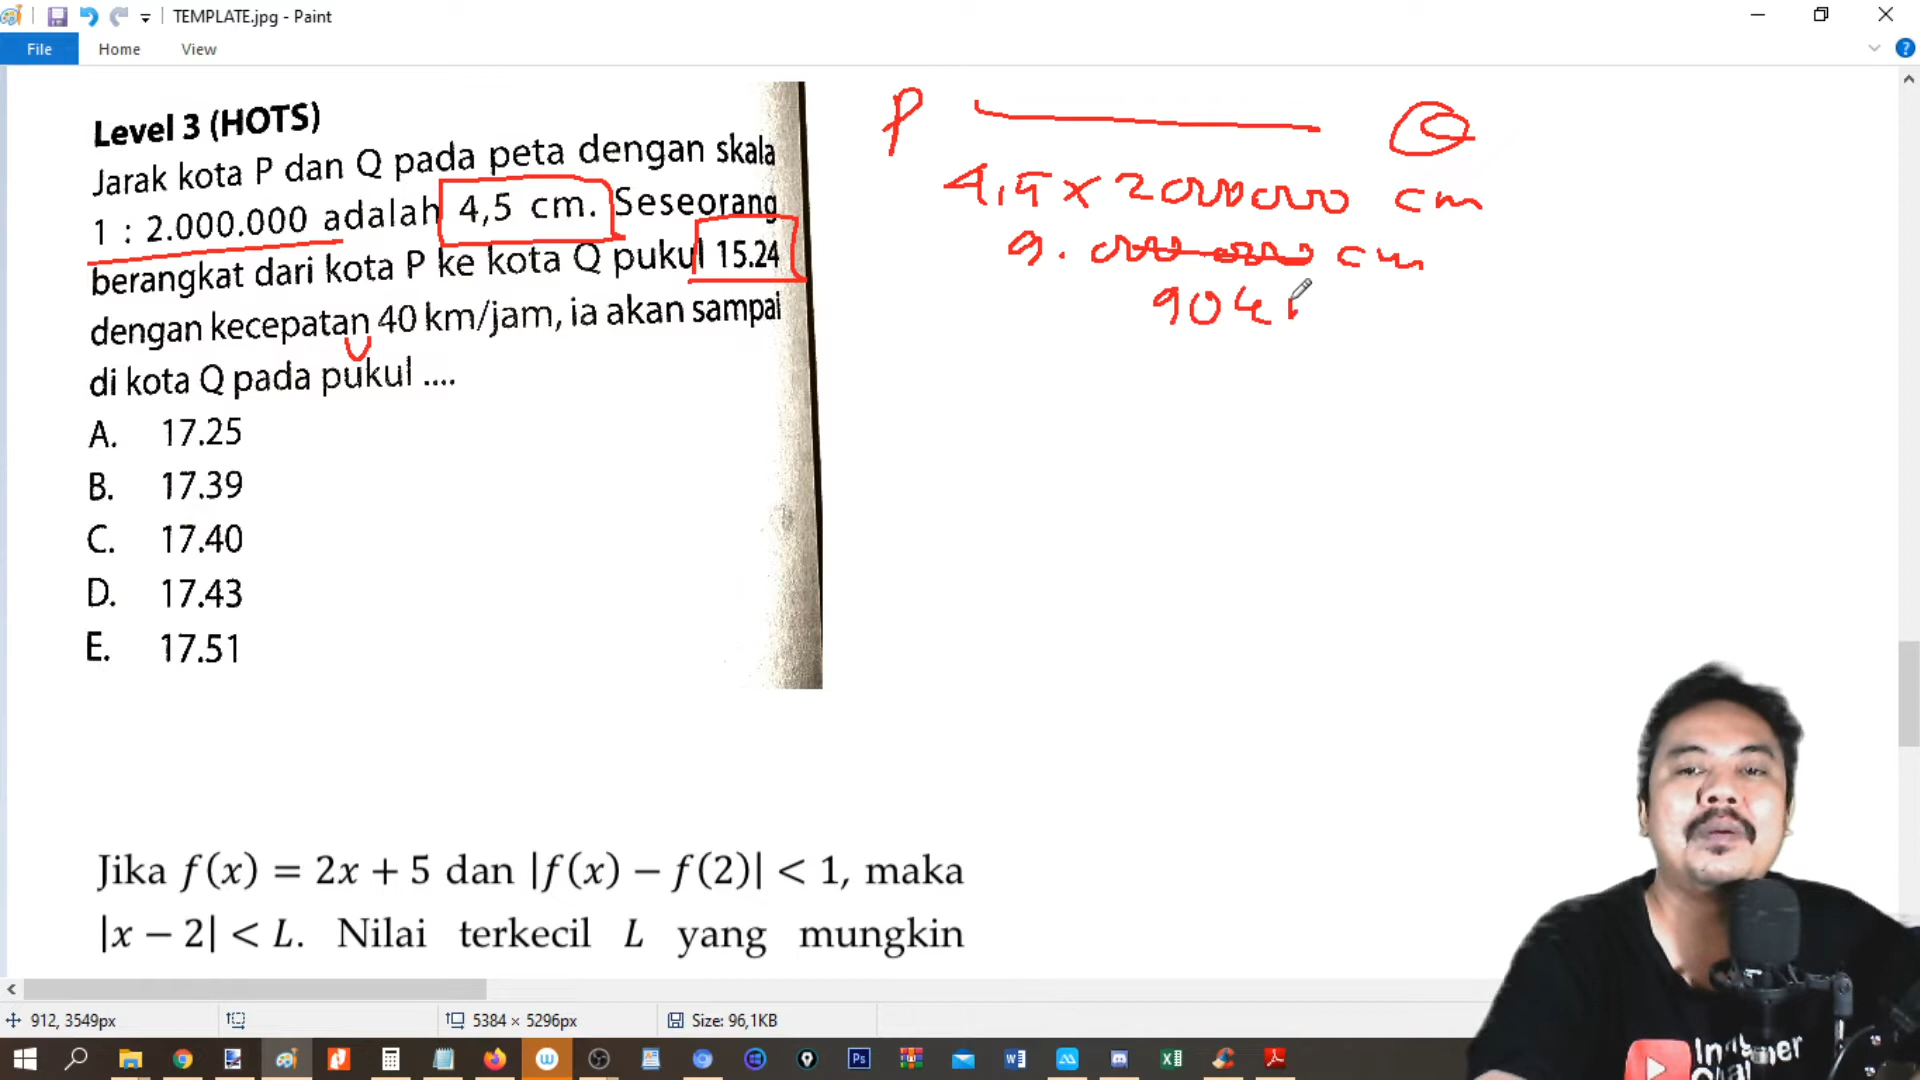 TEMPLATE.jpg - Paint
File Home View
Level 3 (HOTS)
Jarak kota P dan Q pada peta dengan skala
1 : 2.000.000 adalah 4,5 cm. Seseorang
berangkat dari kota P ke kota Q pukul 15.24
dengan kecepatan 40 km/jam, ia akan sampai
di kota Q pada pukul ....
A. 17.25
B. 17.39
C. 17.40
D. 17.43
E. 17.51
P Q
4,5 x 2000000 cm
9. 000 000 cm
90 k
Jika f(x) = 2x + 5 dan |f(x) − f(2)| < 1, maka
|x − 2| < L. Nilai terkecil L yang mungkin
912, 3549px
5384 × 5296px
Size: 96,1KB